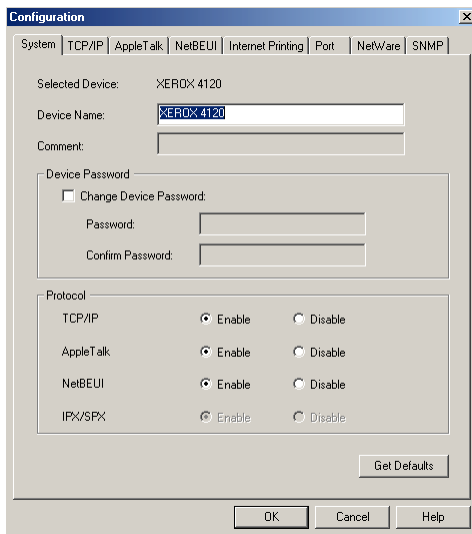 Configuration
System TCP/IP AppleTalk NetBEUI Internet Printing Port NetWare SNMP
Selected Device: XEROX 4120
Device Name: XEROX 4120
Comment:
Device Password
Change Device Password:
Password:
Confirm Password:
Protocol
TCP/IP Enable Disable
AppleTalk Enable Disable
NetBEUI Enable Disable
IPX/SPX Enable Disable
Get Defaults
OK Cancel Help